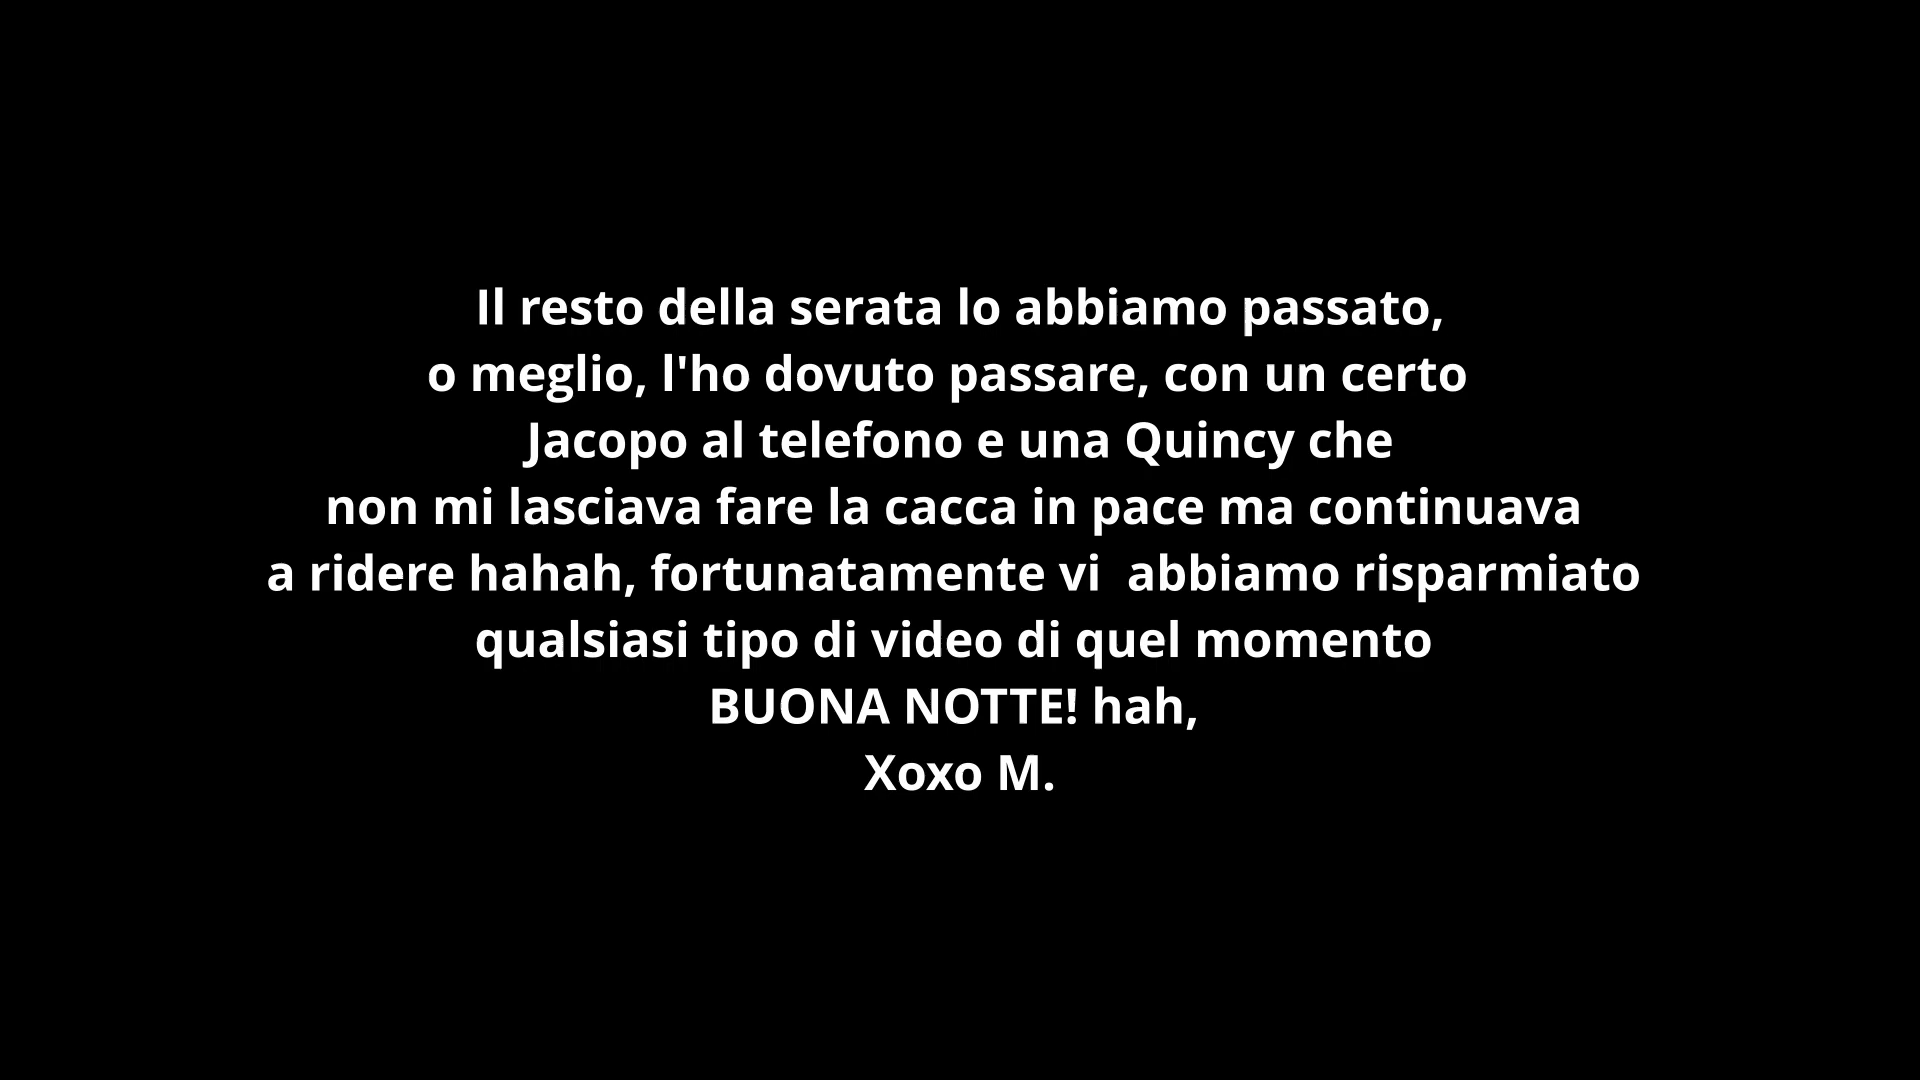 Il resto della serata lo abbiamo passato,
o meglio, l'ho dovuto passare, con un certo
Jacopo al telefono e una Quincy che
non mi lasciava fare la cacca in pace ma continuava
a ridere hahah, fortunatamente vi  abbiamo risparmiato
qualsiasi tipo di video di quel momento
BUONA NOTTE! hah,
Xoxo M.